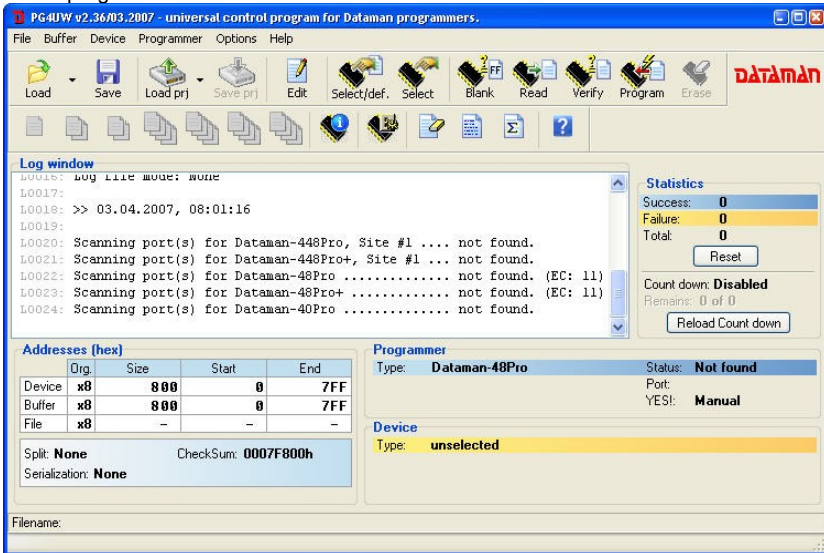 PG4UW v2.36/03.2007 - universal control program for Dataman programmers.
File Buffer Device Programmer Options Help
Load Save Load prj Save prj Edit Select/def. Select Blank Read Verify Program Erase DATAMAN
Log window
L0016: Log file mode: None
L0017:
L0018: >> 03.04.2007, 08:01:16
L0019:
L0020: Scanning port(s) for Dataman-448Pro, Site #1 .... not found.
L0021: Scanning port(s) for Dataman-448Pro+, Site #1 ... not found.
L0022: Scanning port(s) for Dataman-48Pro .............. not found. (EC: 11)
L0023: Scanning port(s) for Dataman-48Pro+ ............. not found. (EC: 11)
L0024: Scanning port(s) for Dataman-40Pro .............. not found.
Statistics
Success: 0
Failure: 0
Total: 0
Reset
Count down: Disabled
Remains: 0 of 0
Reload Count down
Addresses (hex)
Org. Size Start End
Device x8 800 0 7FF
Buffer x8 800 0 7FF
File x8 - - -
Split: None CheckSum: 0007F800h
Serialization: None
Programmer
Type: Dataman-48Pro Status: Not found
Port:
YES!: Manual
Device
Type: unselected
Filename: